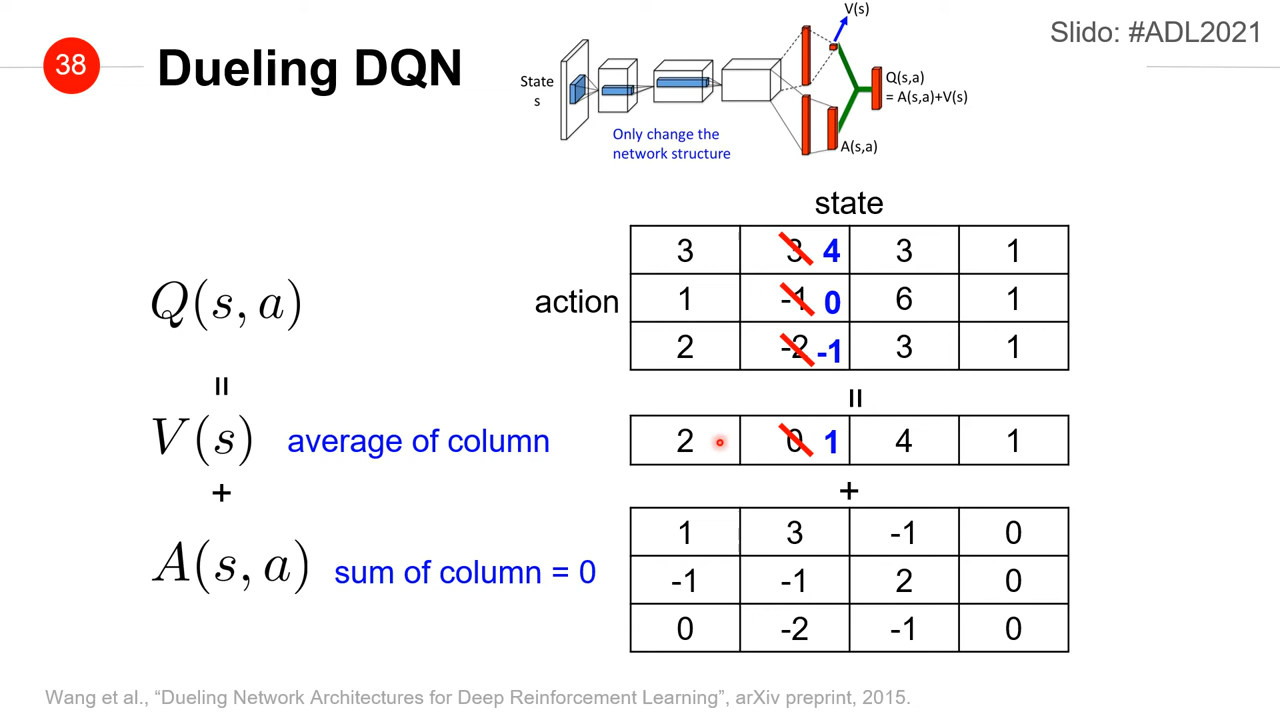 38
Dueling DQN
Slido: #ADL2021
State
s
V(s)
Q(s,a)
= A(s,a)+V(s)
A(s,a)
Only change the
network structure
state
action
Q(s, a)
3 3 4 3 1
1 -1 0 6 1
2 -2 -1 3 1
=
V(s) average of column
=
2 0 1 4 1
+
+
A(s, a) sum of column = 0
1 3 -1 0
-1 -1 2 0
0 -2 -1 0
Wang et al., “Dueling Network Architectures for Deep Reinforcement Learning”, arXiv preprint, 2015.